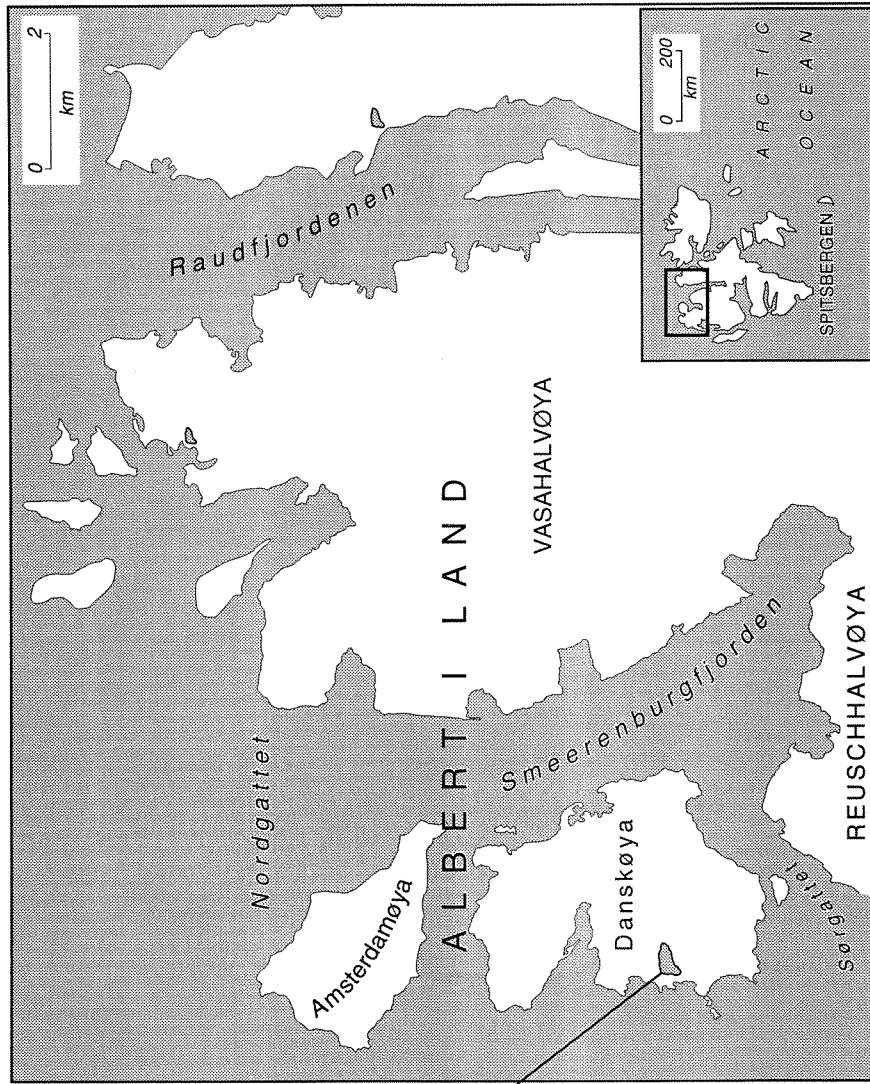 0 2
km
Raudfjordenen
Nordgattet
ALBERT I LAND
VASAHALVØYA
Smeerenburgfjorden
Amsterdamøya
Danskøya
Sørgattet
REUSCHHALVØYA
0 200
km
ARCTIC
OCEAN
SPITSBERGEN